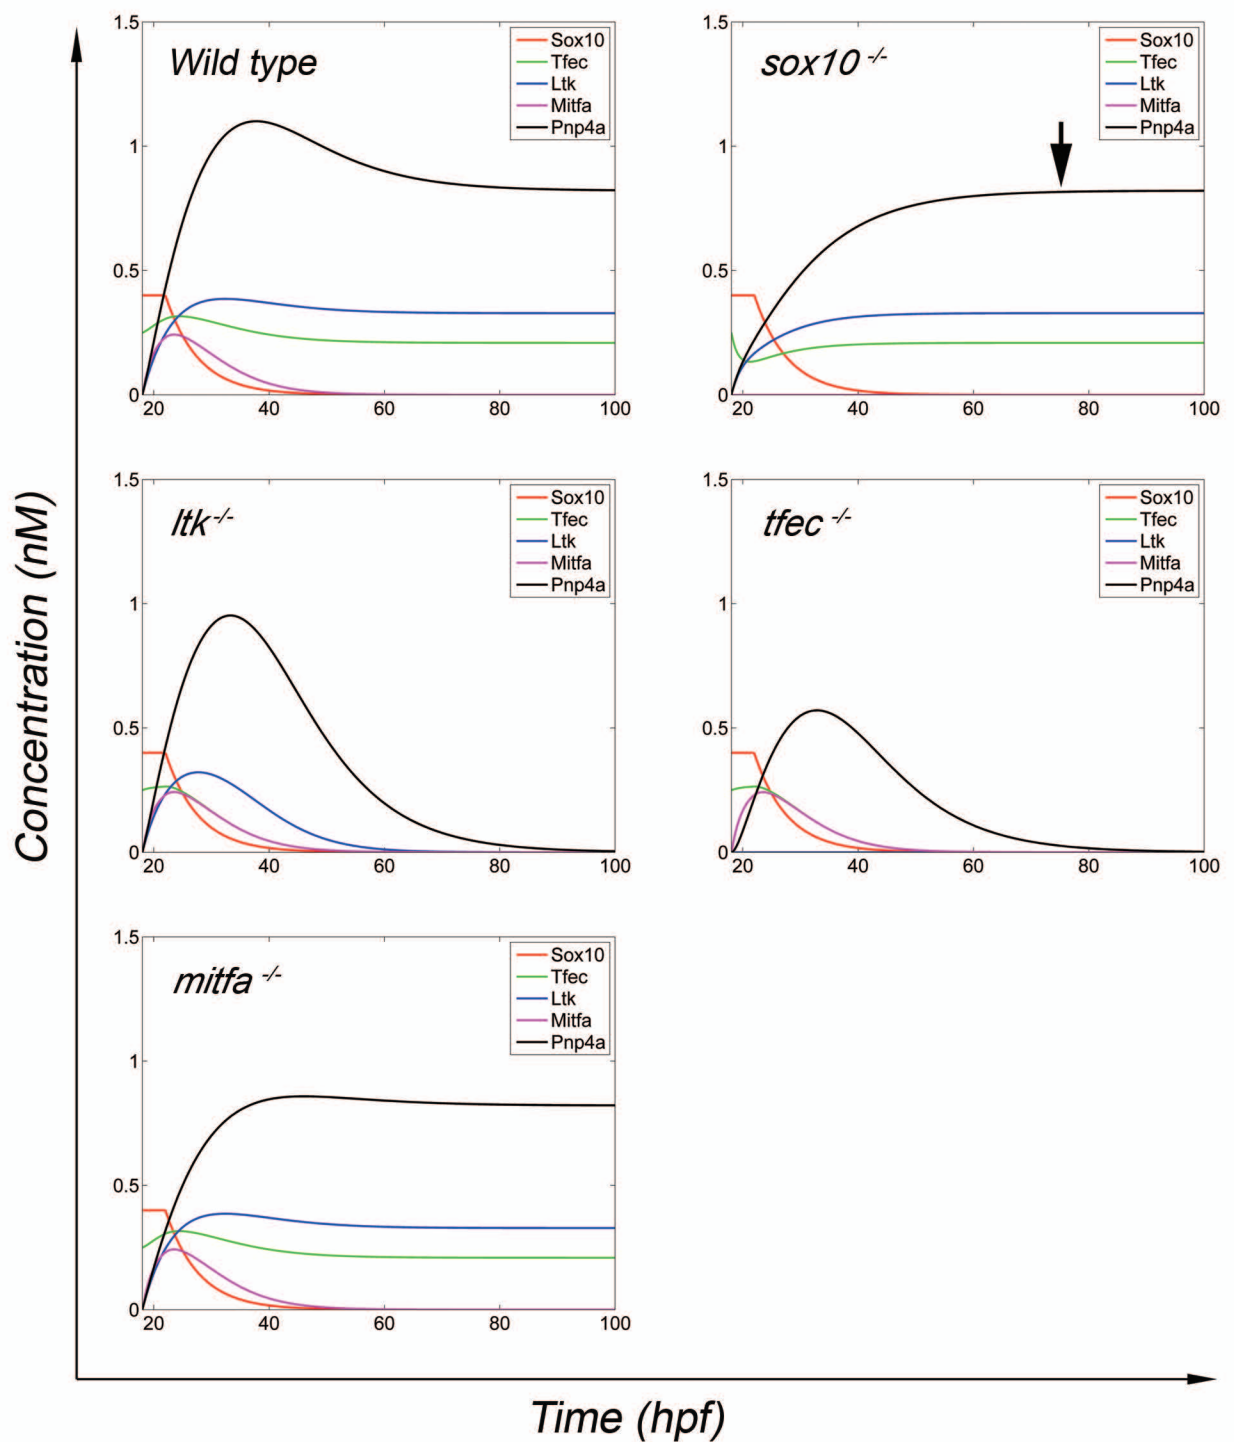 Wild type
1.5
1
0.5
0
20 40 60 80 100
Sox10
Tfec
Ltk
Mitfa
Pnp4a
sox10 -/-
1.5
1
0.5
0
20 40 60 80 100
Sox10
Tfec
Ltk
Mitfa
Pnp4a
ltk -/-
1.5
1
0.5
0
20 40 60 80 100
Sox10
Tfec
Ltk
Mitfa
Pnp4a
tfec -/-
1.5
1
0.5
0
20 40 60 80 100
Sox10
Tfec
Ltk
Mitfa
Pnp4a
mitfa -/-
1.5
1
0.5
0
20 40 60 80 100
Sox10
Tfec
Ltk
Mitfa
Pnp4a
Concentration (nM)
Time (hpf)